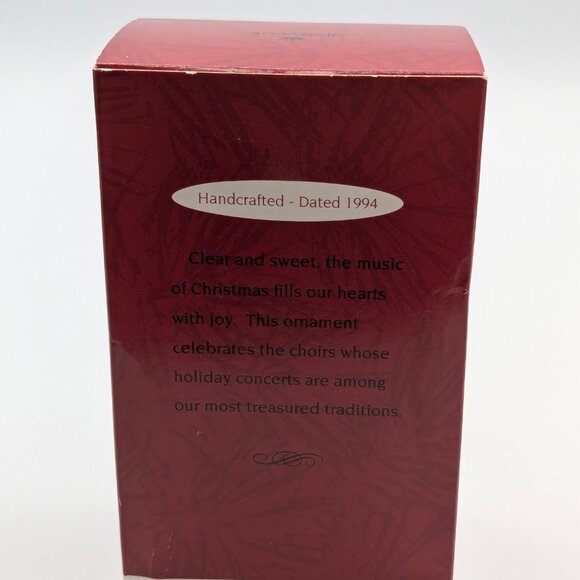 Handcrafted - Dated 1994
Clear and sweet, the music
of Christmas fills our hearts
with joy. This ornament
celebrates the choirs whose
holiday concerts are among
our most treasured traditions.